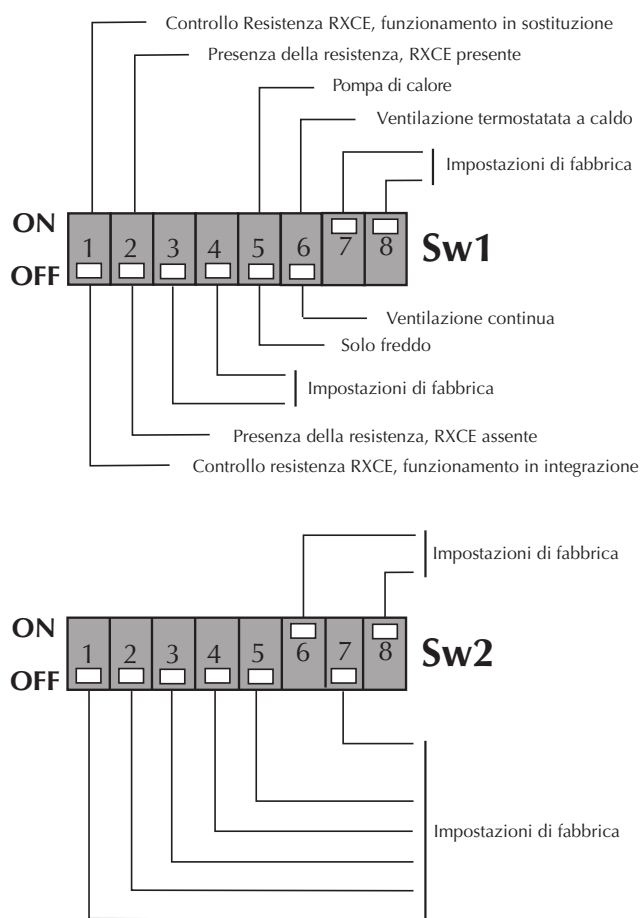 Controllo Resistenza RXCE, funzionamento in sostituzione
Presenza della resistenza, RXCE presente
Pompa di calore
Ventilazione termostatata a caldo
Impostazioni di fabbrica
ON
1 2 3 4 5 6 7 8
Sw1
OFF
Ventilazione continua
Solo freddo
Impostazioni di fabbrica
Presenza della resistenza, RXCE assente
Controllo resistenza RXCE, funzionamento in integrazione
Impostazioni di fabbrica
ON
1 2 3 4 5 6 7 8
Sw2
OFF
Impostazioni di fabbrica